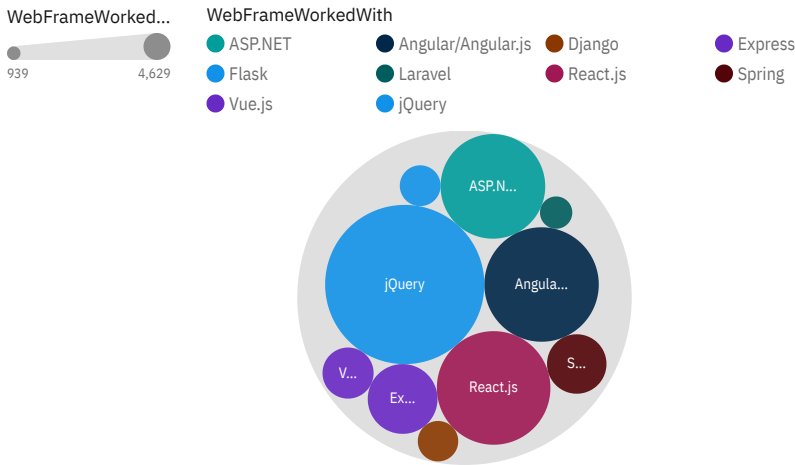 WebFrameWorked...
939
4,629
WebFrameWorkedWith
ASP.NET
Angular/Angular.js
Django
Express
Flask
Laravel
React.js
Spring
Vue.js
jQuery
ASP.N...
jQuery
Angula...
S...
V...
React.js
Ex...